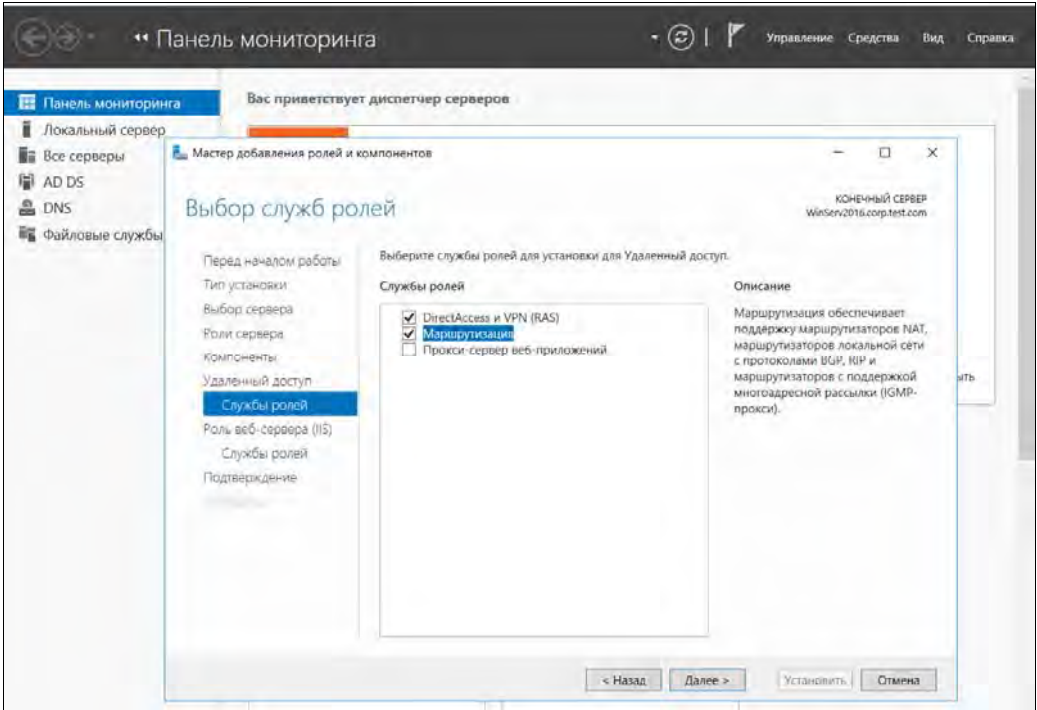 Панель мониторинга
Управление Средства Вид Справка
Панель мониторинга
Локальный сервер
Все серверы
AD DS
DNS
Файловые службы
Вас приветствует диспетчер серверов
Мастер добавления ролей и компонентов
Выбор служб ролей
КОНЕЧНЫЙ СЕРВЕР
WinServ2016.corp.test.com
Перед началом работы
Тип установки
Выбор сервера
Роли сервера
Компоненты
Удаленный доступ
Службы ролей
Роль веб-сервера (IIS)
Службы ролей
Подтверждение
Выберите службы ролей для установки для Удаленный доступ.
Службы ролей
DirectAccess и VPN (RAS)
Маршрутизация
Прокси-сервер веб-приложений
Описание
Маршрутизация обеспечивает
поддержку маршрутизаторов NAT,
маршрутизаторов локальной сети
с протоколами BGP, RIP и
маршрутизаторов с поддержкой
многоадресной рассылки (IGMP-
прокси).
ыть
< Назад Далее > Установить Отмена